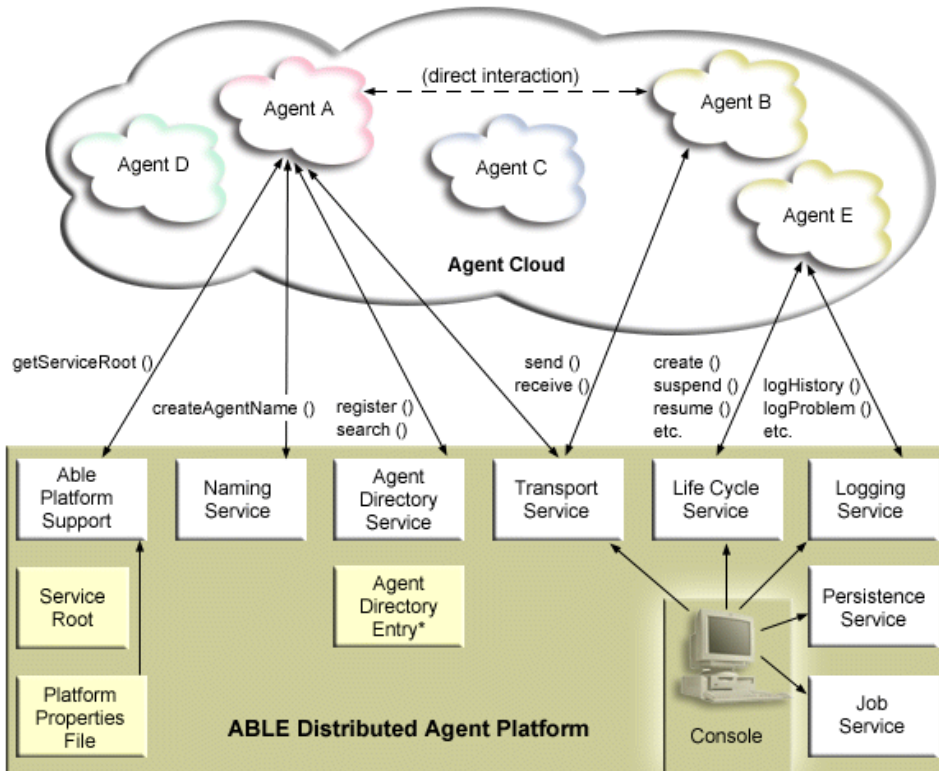 (direct interaction)
Agent A
Agent B
Agent D
Agent C
Agent E
Agent Cloud
getServiceRoot ()
createAgentName ()
register ()
search ()
send ()
receive ()
create ()
suspend ()
resume ()
etc.
logHistory ()
logProblem ()
etc.
Able
Platform
Support
Naming
Service
Agent
Directory
Service
Transport
Service
Life Cycle
Service
Logging
Service
Service
Root
Agent
Directory
Entry*
Persistence
Service
Platform
Properties
File
ABLE Distributed Agent Platform
Console
Job
Service